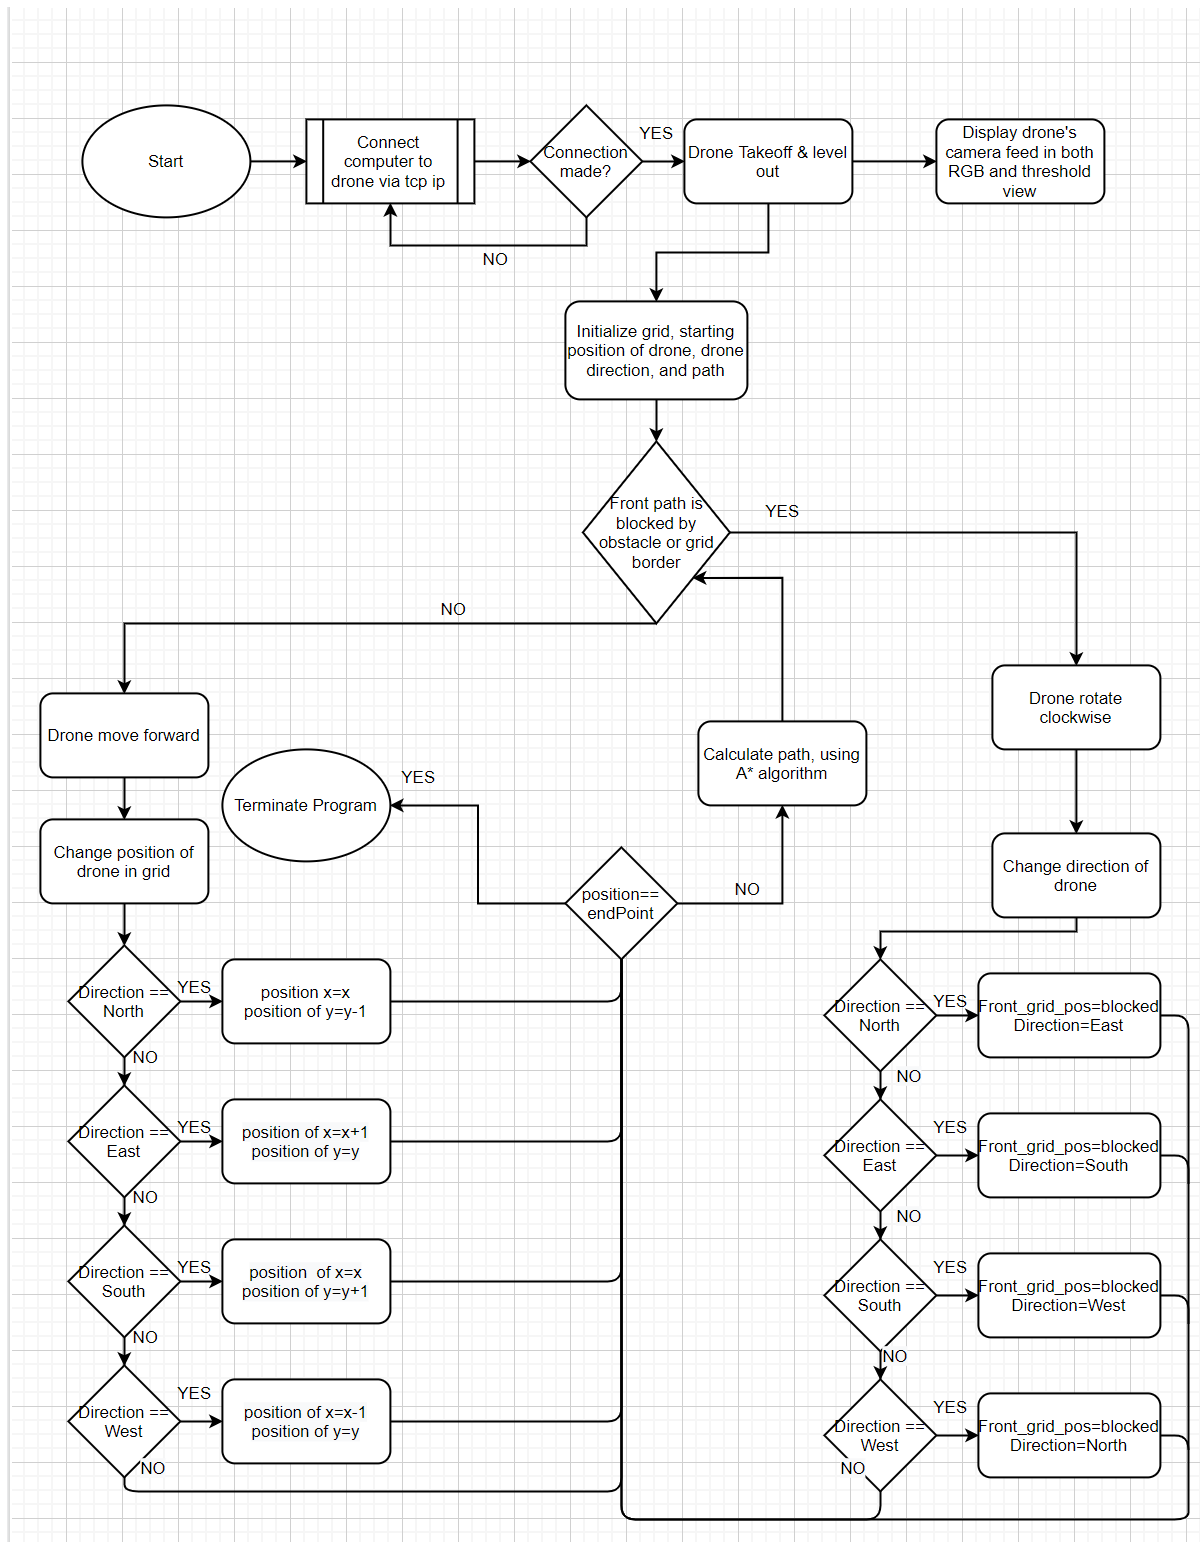 Start
Connect
computer to
drone via tcp ip
Connection
made?
YES
NO
Drone Takeoff & level
out
Display drone's
camera feed in both
RGB and threshold
view
Initialize grid, starting
position of drone, drone
direction, and path
Front path is
blocked by
obstacle or grid
border
YES
NO
Drone move forward
Change position of
drone in grid
Terminate Program
YES
position==
endPoint
NO
Calculate path, using
A* algorithm
Drone rotate
clockwise
Change direction of
drone
Direction ==
North
YES
position x=x
position of y=y-1
NO
Direction ==
East
YES
position of x=x+1
position of y=y
NO
Direction ==
South
YES
position  of x=x
position of y=y+1
NO
Direction ==
West
YES
position of x=x-1
position of y=y
NO
Direction ==
North
YES
Front_grid_pos=blocked
Direction=East
NO
Direction ==
East
YES
Front_grid_pos=blocked
Direction=South
NO
Direction ==
South
YES
Front_grid_pos=blocked
Direction=West
NO
Direction ==
West
YES
Front_grid_pos=blocked
Direction=North
NO